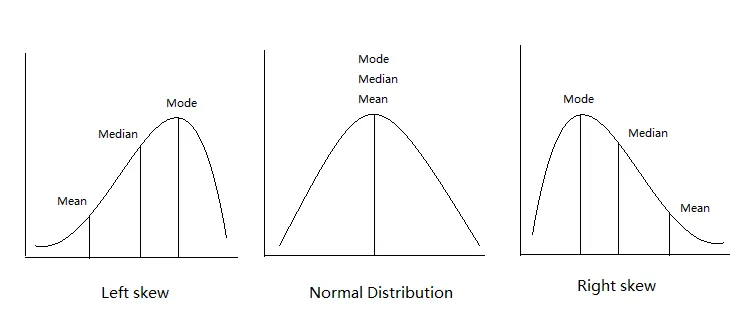 Mode
Median
Mean
Left skew
Mode
Median
Mean
Normal Distribution
Mode
Median
Mean
Right skew